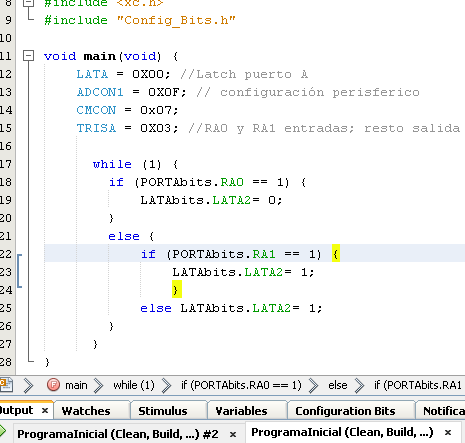 8 #include <xc.h>
9 #include "Config_Bits.h"
10
11 void main(void) {
12 LATA = 0X00; //Latch puerto A
13 ADCON1 = 0X0F; // configuración perisferico
14 CMCON = 0x07;
15 TRISA = 0X03; //RA0 y RA1 entradas; resto salida
16
17 while (1) {
18 if (PORTAbits.RA0 == 1) {
19 LATAbits.LATA2= 0;
20 }
21 else {
22 if (PORTAbits.RA1 == 1) {
23 LATAbits.LATA2= 1;
24 }
25 else LATAbits.LATA2= 1;
26 }
27 }
28 }
main while (1) if (PORTAbits.RA0 == 1) else if (PORTAbits.RA1
Output × Watches Stimulus Variables Configuration Bits Notifica
ProgramaInicial (Clean, Build, ...) #2 × ProgramaInicial (Clean, Build, ...) ×